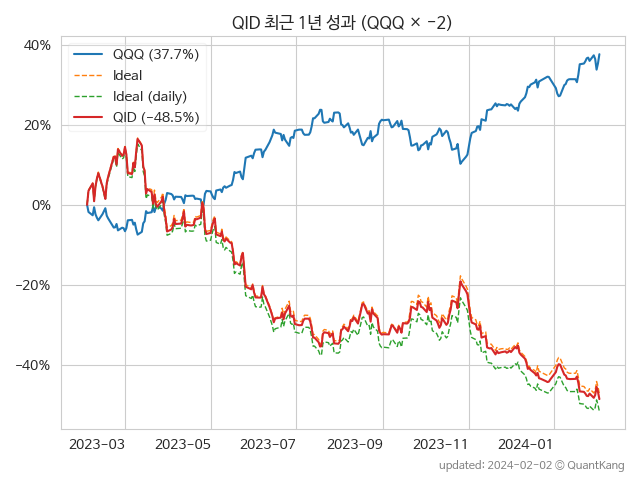 QID 최근 1년 성과 (QQQ × −2)
40%
20%
0%
−20%
−40%
QQQ (37.7%)
Ideal
Ideal (daily)
QID (−48.5%)
2023−03
2023−05
2023−07
2023−09
2023−11
2024−01
updated: 2024−02−02 © QuantKang